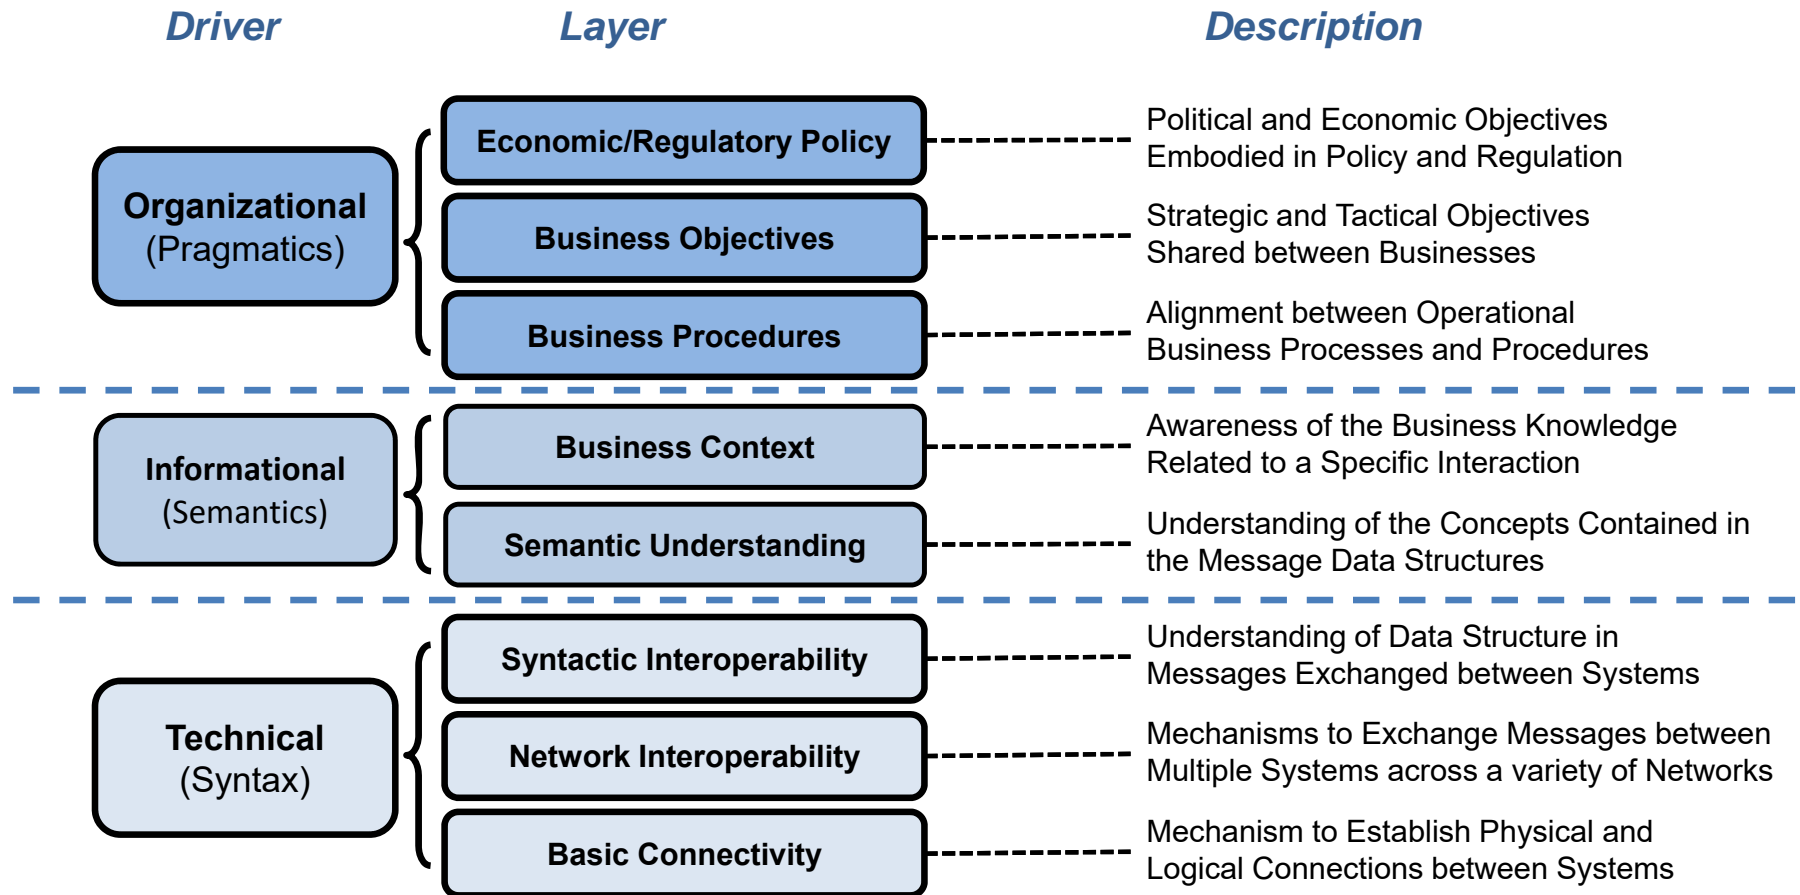 Driver
Layer
Description
Organizational
(Pragmatics)
Economic/Regulatory Policy
Political and Economic Objectives
Embodied in Policy and Regulation
Business Objectives
Strategic and Tactical Objectives
Shared between Businesses
Business Procedures
Alignment between Operational
Business Processes and Procedures
Informational
(Semantics)
Business Context
Awareness of the Business Knowledge
Related to a Specific Interaction
Semantic Understanding
Understanding of the Concepts Contained in
the Message Data Structures
Technical
(Syntax)
Syntactic Interoperability
Understanding of Data Structure in
Messages Exchanged between Systems
Network Interoperability
Mechanisms to Exchange Messages between
Multiple Systems across a variety of Networks
Basic Connectivity
Mechanism to Establish Physical and
Logical Connections between Systems